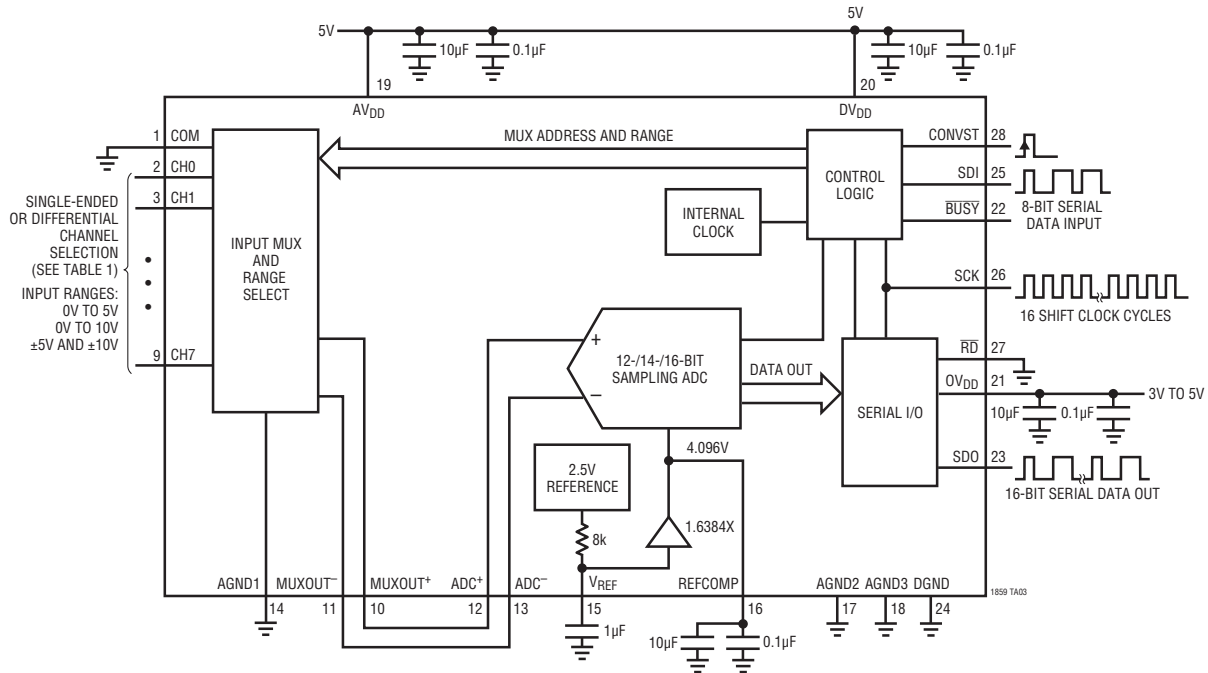 5V
5V
10µF
0.1µF
10µF
0.1µF
19
20
AVDD
DVDD
1
COM
MUX ADDRESS AND RANGE
CONVST
28
2
CH0
SDI
25
3
CH1
CONTROL
LOGIC
BUSY
22
8-BIT SERIAL
DATA INPUT
SINGLE-ENDED
OR DIFFERENTIAL
CHANNEL
SELECTION
(SEE TABLE 1)
INPUT RANGES:
0V TO 5V
0V TO 10V
±5V AND ±10V
INTERNAL
CLOCK
INPUT MUX
AND
RANGE
SELECT
SCK
26
16 SHIFT CLOCK CYCLES
9
CH7
+
–
12-/14-/16-BIT
SAMPLING ADC
DATA OUT
RD
27
OVDD
21
3V TO 5V
10µF
0.1µF
SERIAL I/O
4.096V
2.5V
REFERENCE
SDO
23
16-BIT SERIAL DATA OUT
8k
1.6384X
AGND1
MUXOUT–
MUXOUT+
ADC+
ADC–
VREF
REFCOMP
AGND2
AGND3
DGND
1859 TA03
14
11
10
12
13
15
16
17
18
24
1µF
10µF
0.1µF